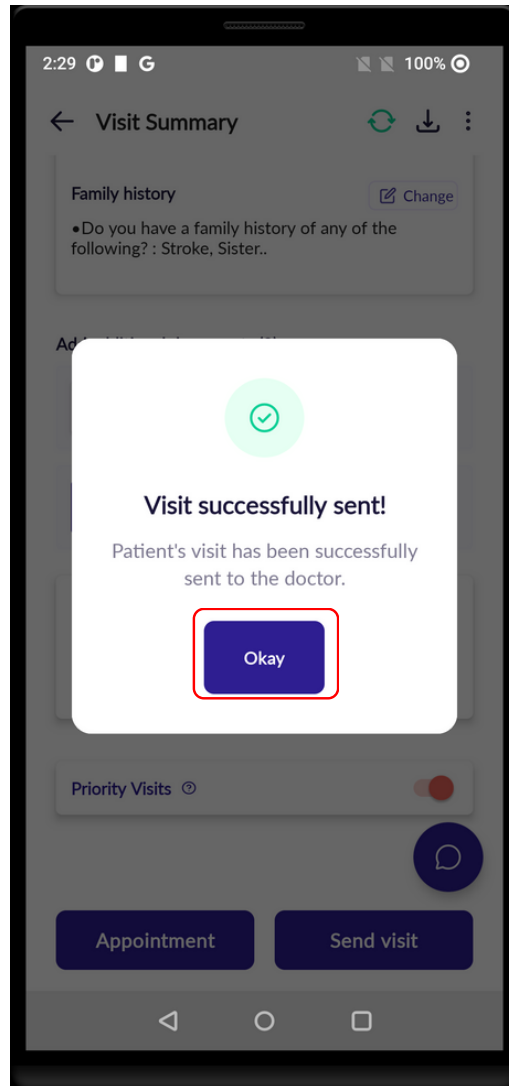 2:29 G 100%
Visit Summary
Family history
Change
•Do you have a family history of any of the
following? : Stroke, Sister..
Visit successfully sent!
Patient's visit has been successfully
sent to the doctor.
Okay
Priority Visits
Appointment
Send visit